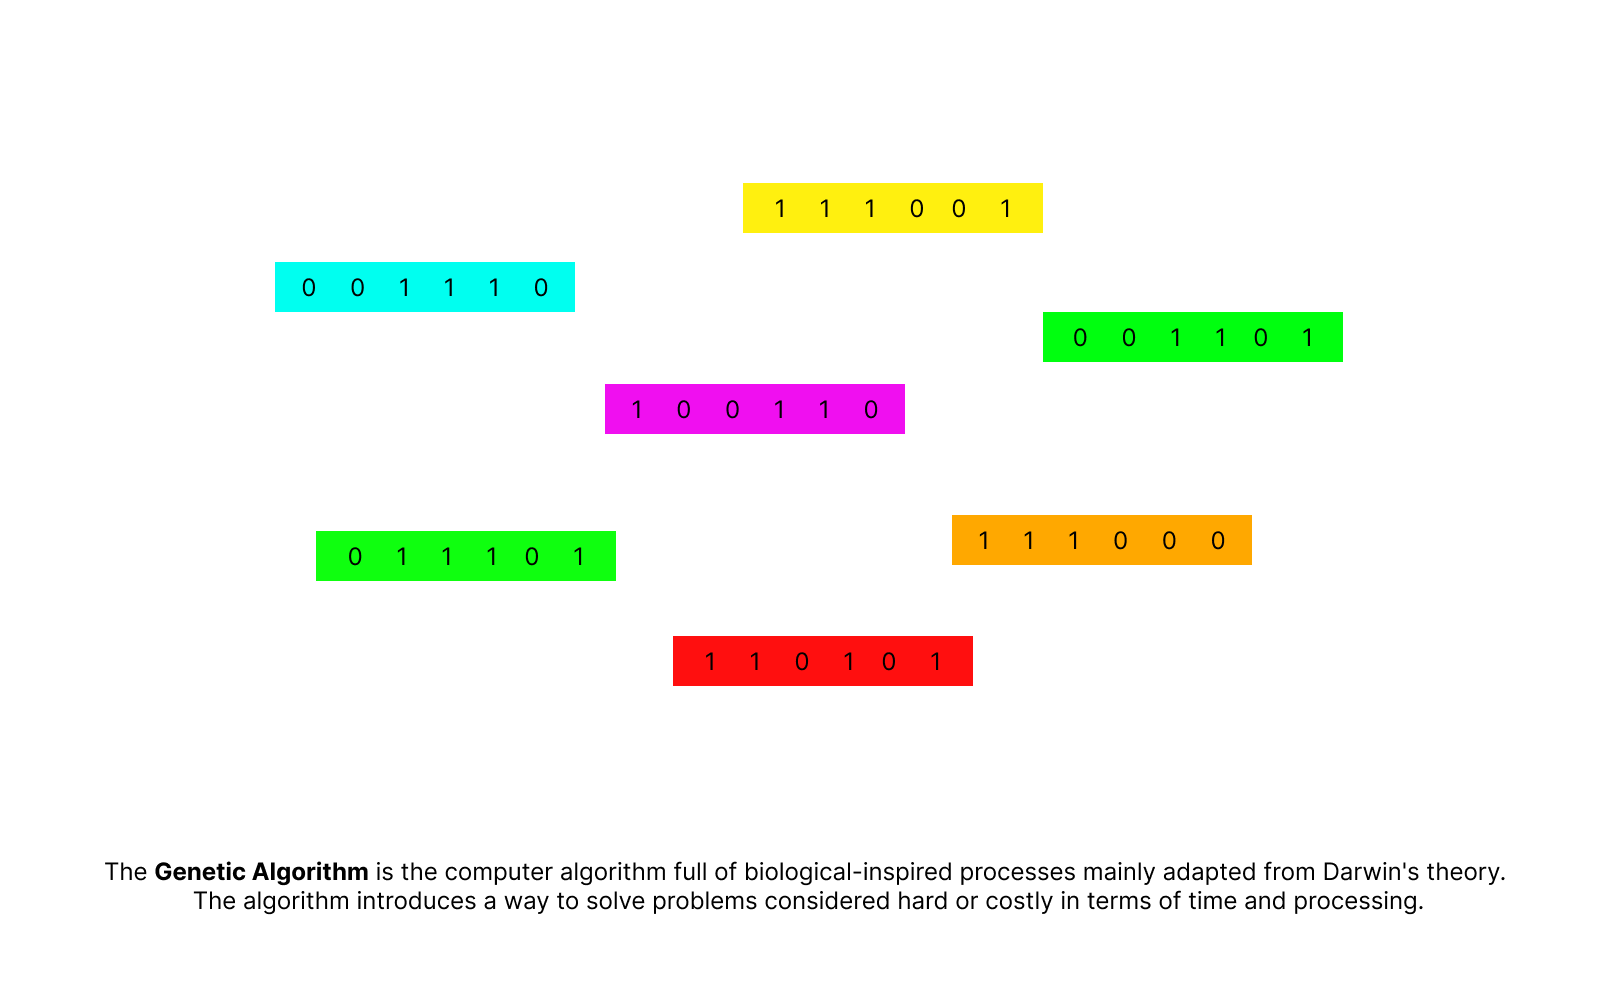 1 1 1 0 0 1
0 0 1 1 1 0
0 0 1 1 0 1
1 0 0 1 1 0
1 1 1 0 0 0
0 1 1 1 0 1
1 1 0 1 0 1
The Genetic Algorithm is the computer algorithm full of biological-inspired processes mainly adapted from Darwin's theory.
The algorithm introduces a way to solve problems considered hard or costly in terms of time and processing.